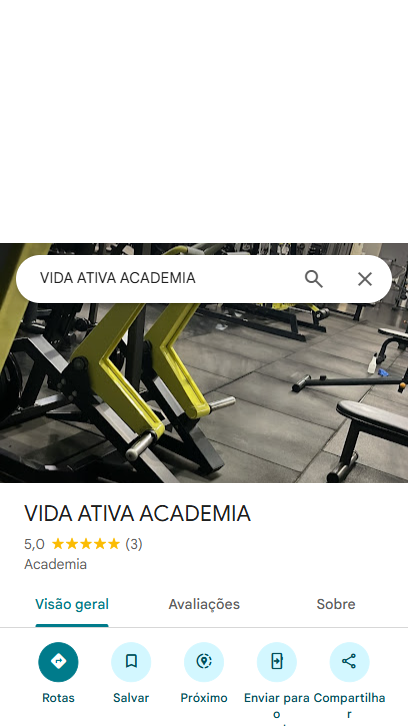 VIDA ATIVA ACADEMIA
VIDA ATIVA ACADEMIA
5,0 ★★★★★ (3)
Academia
Visão geral Avaliações Sobre
Rotas Salvar Próximo Enviar para o Compartilhar